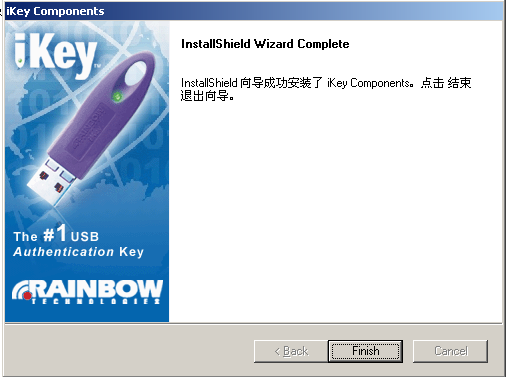 iKey Components
iKey™
InstallShield Wizard Complete
InstallShield 向导成功安装了 iKey Components。点击 结束
退出向导。
The #1 USB
Authentication Key
RAINBOW
TECHNOLOGIES
< Back
Finish
Cancel